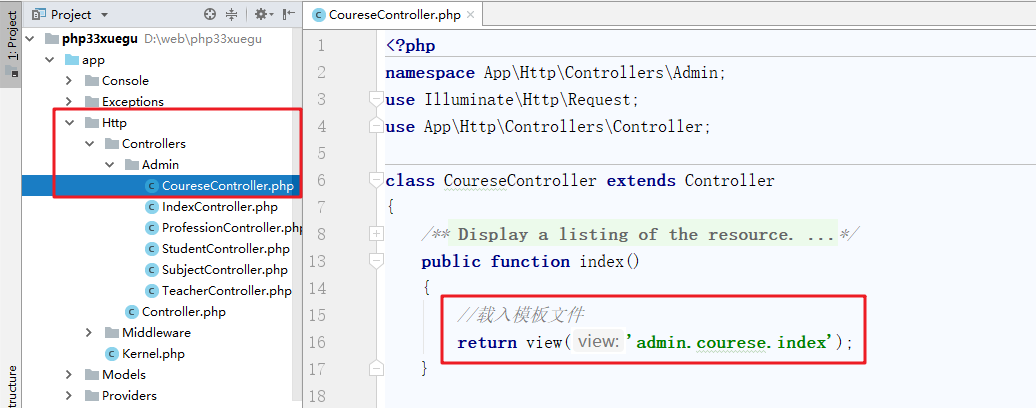 1: Project
ructure
Project
php33xuegu D:\web\php33xuegu
app
Console
Exceptions
Http
Controllers
Admin
CoureseController.php
IndexController.php
ProfessionController.php
StudentController.php
SubjectController.php
TeacherController.php
Controller.php
Middleware
Kernel.php
Models
Providers
CoureseController.php
1 <?php
2 namespace App\Http\Controllers\Admin;
3 use Illuminate\Http\Request;
4 use App\Http\Controllers\Controller;
5
6 class CoureseController extends Controller
7 {
8 /** Display a listing of the resource. ...*/
13 public function index()
14 {
15 //载入模板文件
16 return view( view: 'admin.courese.index');
17 }
18